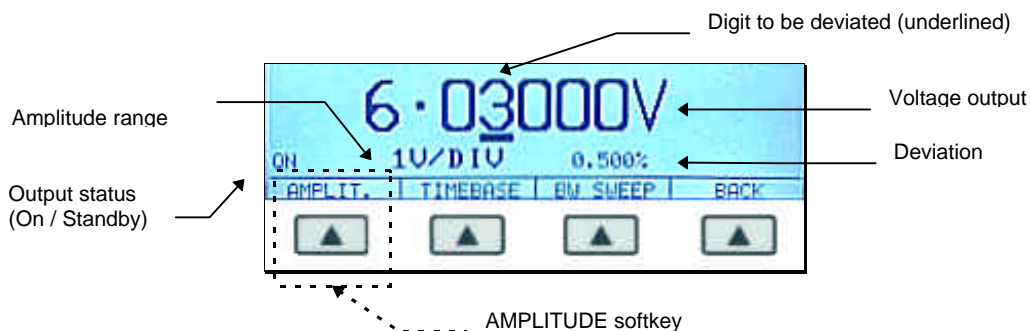 Digit to be deviated (underlined)
6·03000V
Voltage output
Amplitude range
ON 1V/DIV 0.500%
Deviation
Output status
(On / Standby)
AMPLIT. TIMEBASE BW SWEEP BACK
AMPLITUDE softkey